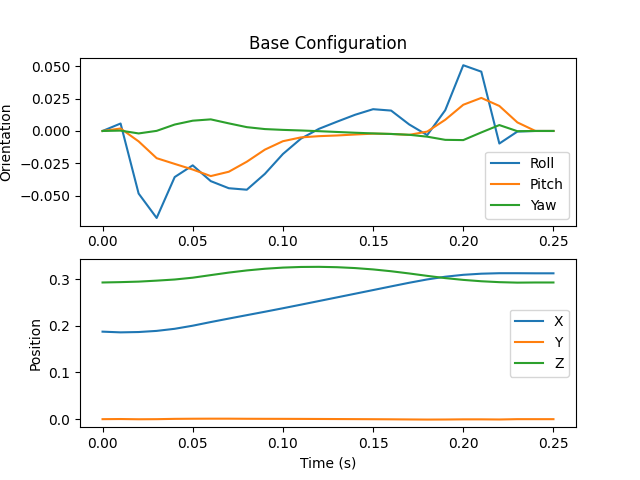 Base Configuration
Orientation
0.050
0.025
0.000
−0.025
−0.050
Roll
Pitch
Yaw
0.00 0.05 0.10 0.15 0.20 0.25
Position
0.3
0.2
0.1
0.0
X
Y
Z
0.00 0.05 0.10 0.15 0.20 0.25
Time (s)